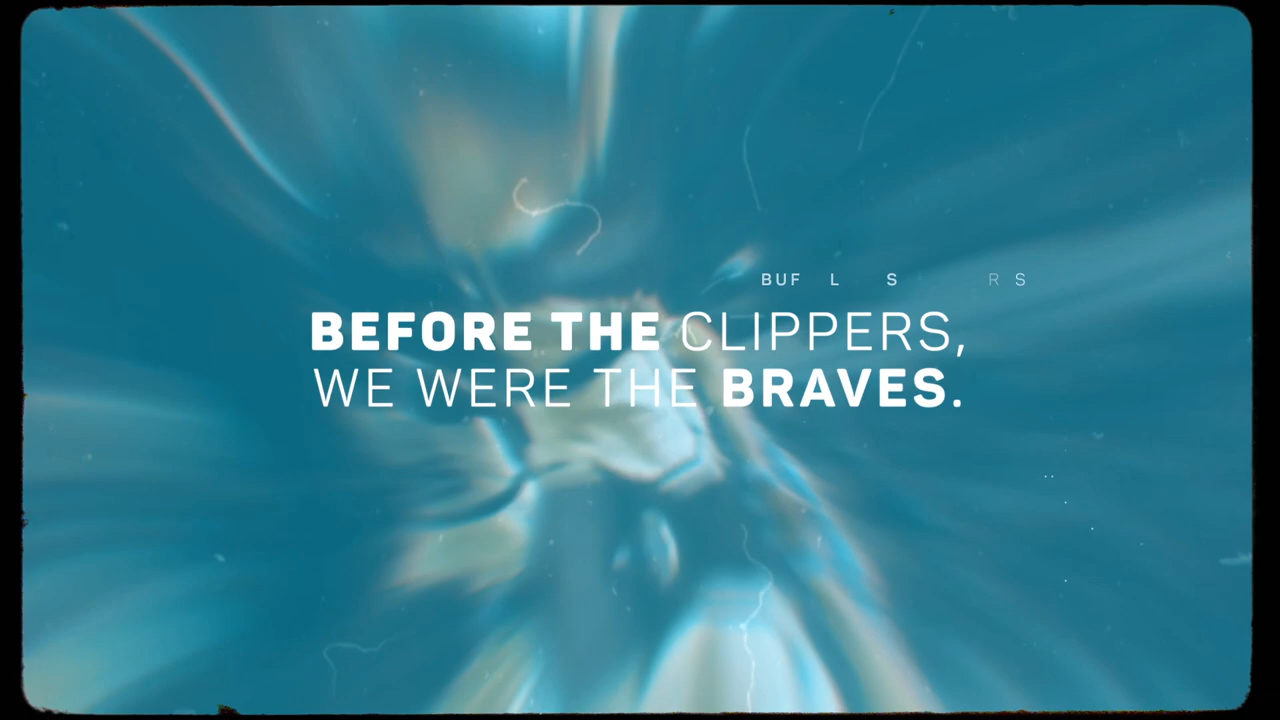 BUF L S R S
BEFORE THE CLIPPERS,
WE WERE THE BRAVES.